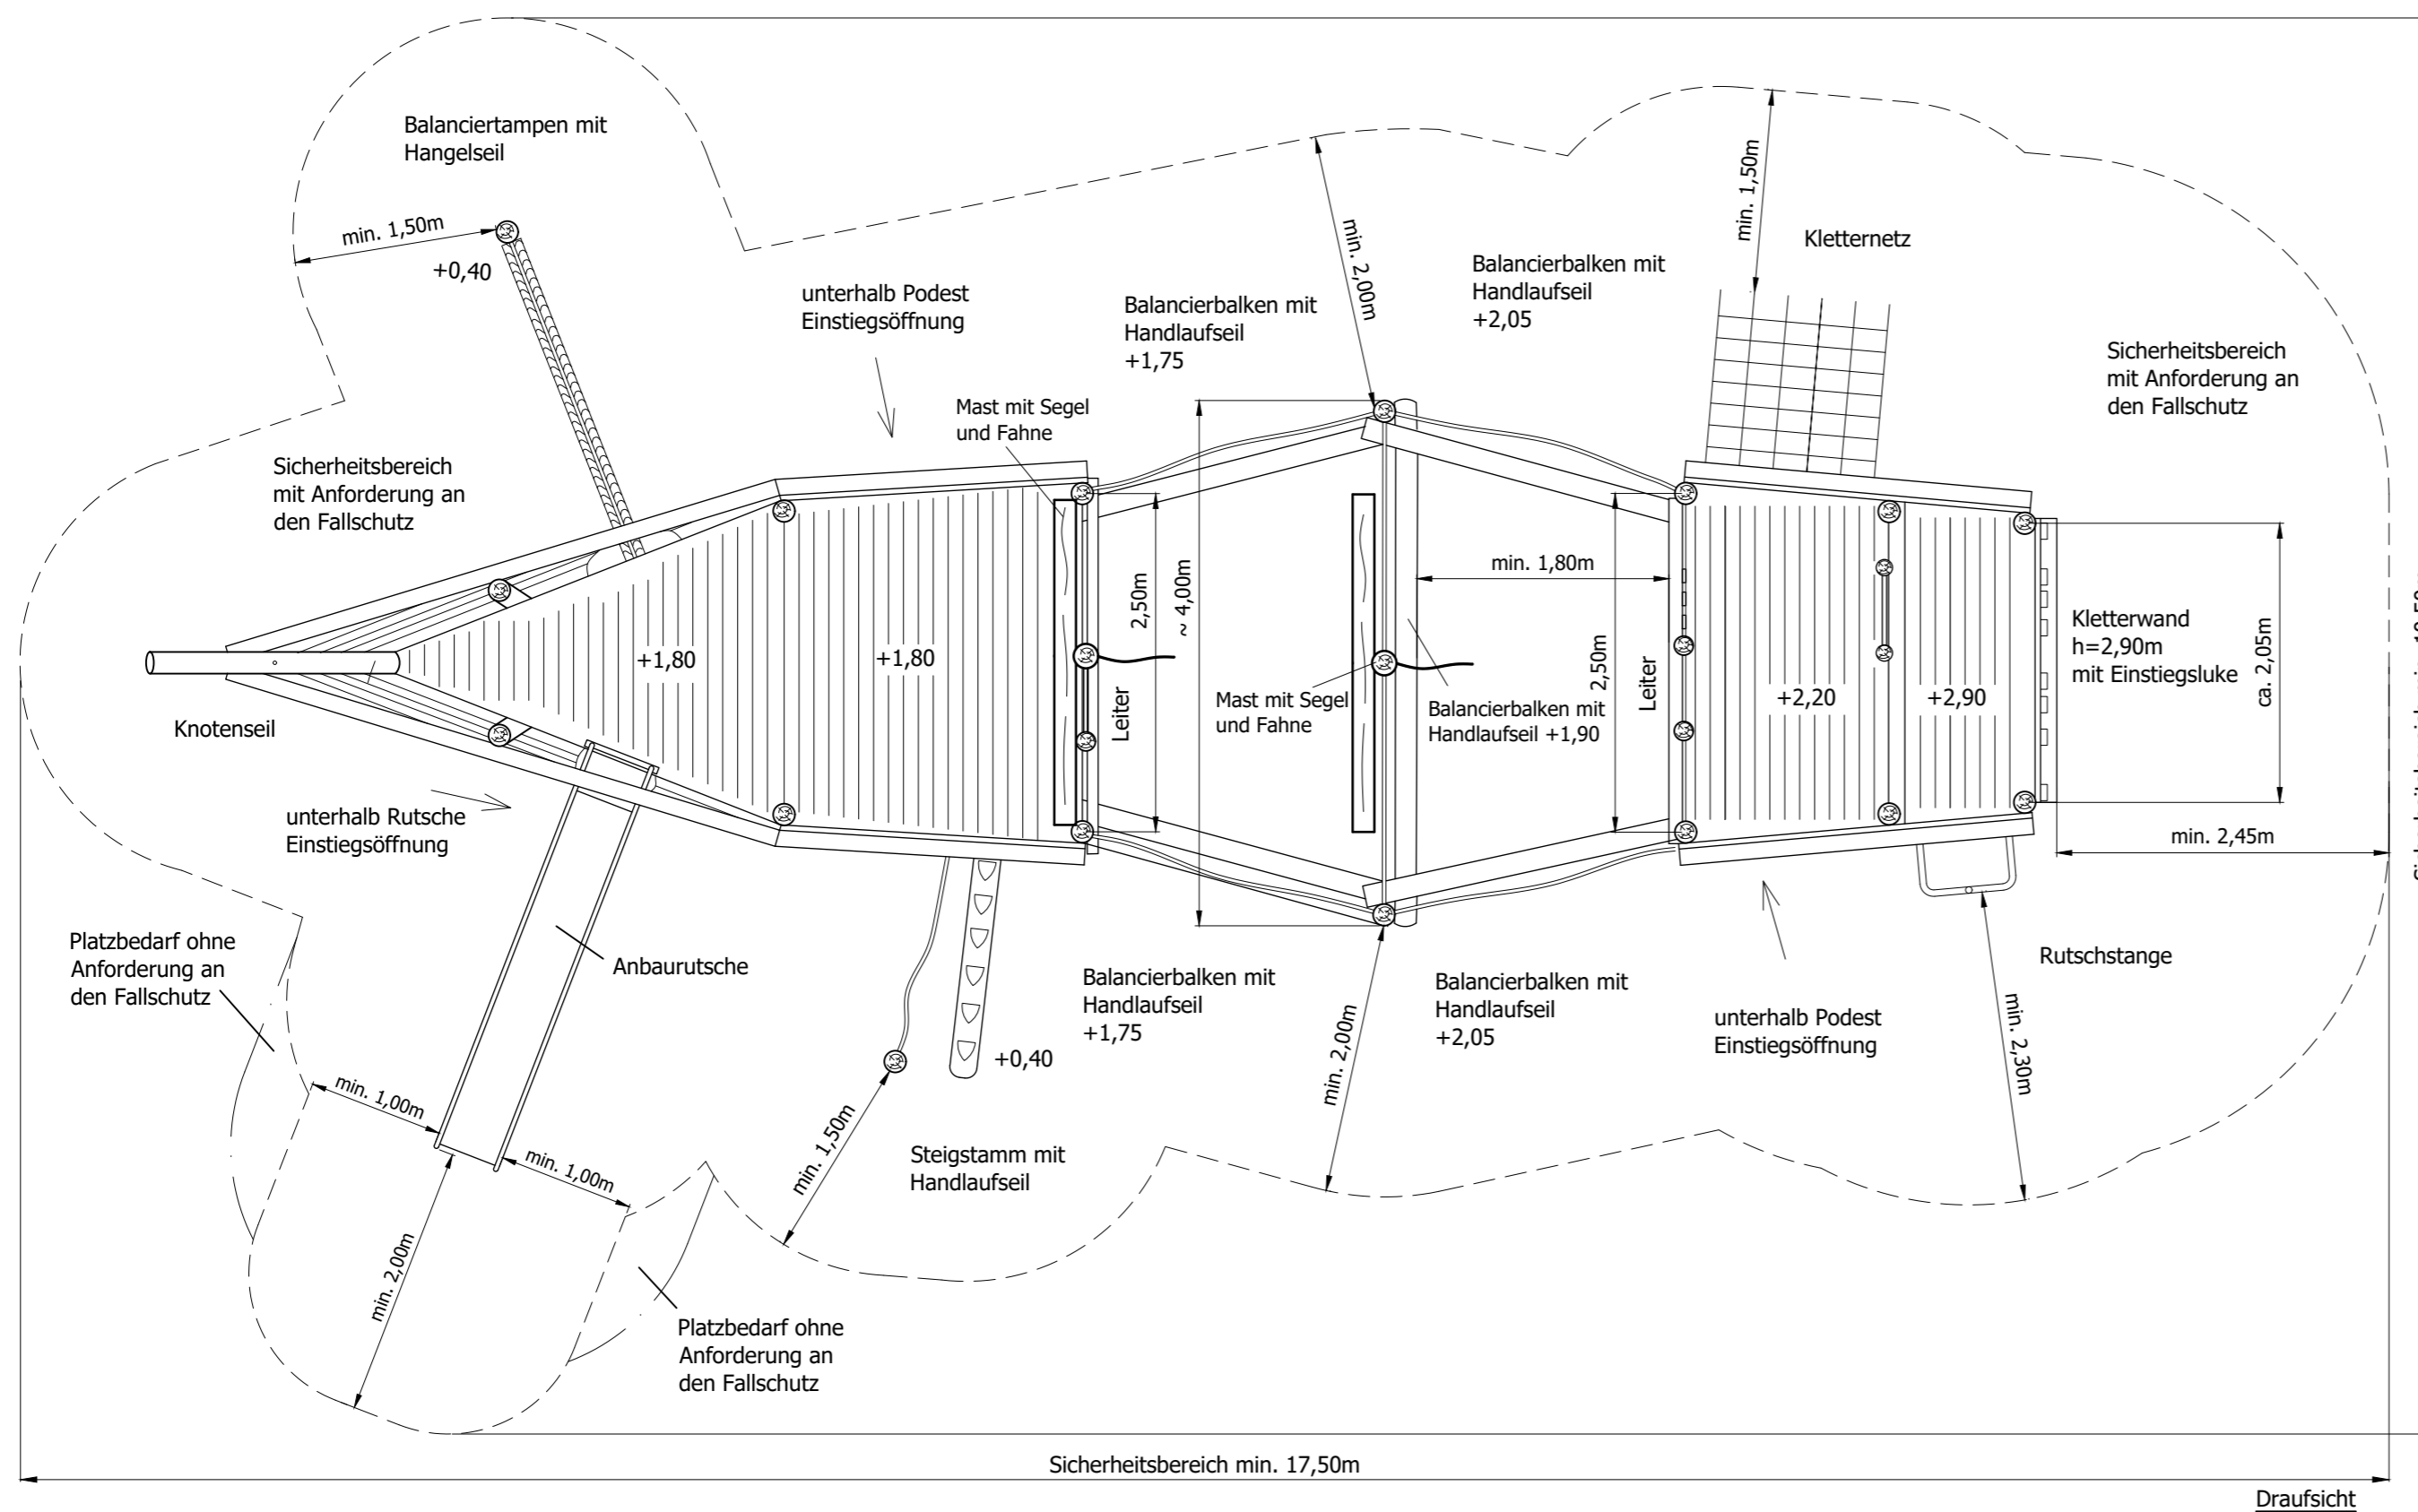 Balanciertampen mit
Hangelseil
min. 1,50m
+0,40
unterhalb Podest
Einstiegsöffnung
Balancierbalken mit
Handlaufseil
+1,75
min. 2,00m
Balancierbalken mit
Handlaufseil
+2,05
min. 1,50m
Kletternetz
Sicherheitsbereich
mit Anforderung an
den Fallschutz
Mast mit Segel
und Fahne
Sicherheitsbereich
mit Anforderung an
den Fallschutz
min. 1,80m
2,50m
~ 4,00m
+1,80
+1,80
Leiter
Mast mit Segel
und Fahne
Balancierbalken mit
Handlaufseil +1,90
2,50m
Leiter
+2,20
+2,90
Kletterwand
h=2,90m
mit Einstiegsluke
ca. 2,05m
Knotenseil
unterhalb Rutsche
Einstiegsöffnung
min. 2,45m
Platzbedarf ohne
Anforderung an
den Fallschutz
Anbaurutsche
Balancierbalken mit
Handlaufseil
+1,75
Balancierbalken mit
Handlaufseil
+2,05
unterhalb Podest
Einstiegsöffnung
Rutschstange
min. 2,30m
min. 2,00m
+0,40
min. 1,00m
min. 1,00m
min. 1,50m
Steigstamm mit
Handlaufseil
min. 2,00m
Platzbedarf ohne
Anforderung an
den Fallschutz
Sicherheitsbereich min. 17,50m
Draufsicht